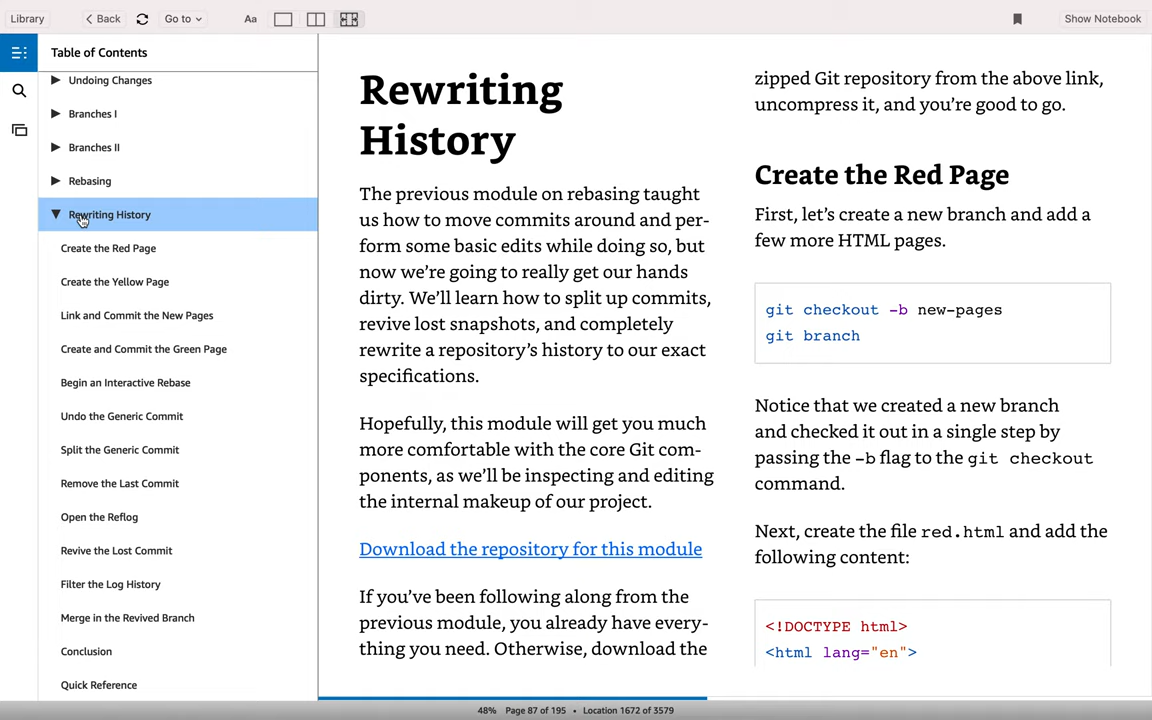 Library
Back
Go to
Aa
Show Notebook
Table of Contents
Undoing Changes
Branches I
Branches II
Rebasing
Rewriting History
Create the Red Page
Create the Yellow Page
Link and Commit the New Pages
Create and Commit the Green Page
Begin an Interactive Rebase
Undo the Generic Commit
Split the Generic Commit
Remove the Last Commit
Open the Reflog
Revive the Lost Commit
Filter the Log History
Merge in the Revived Branch
Conclusion
Quick Reference
Rewriting
History
The previous module on rebasing taught
us how to move commits around and per-
form some basic edits while doing so, but
now we're going to really get our hands
dirty. We'll learn how to split up commits,
revive lost snapshots, and completely
rewrite a repository's history to our exact
specifications.
Hopefully, this module will get you much
more comfortable with the core Git com-
ponents, as we'll be inspecting and editing
the internal makeup of our project.
Download the repository for this module
If you've been following along from the
previous module, you already have every-
thing you need. Otherwise, download the
zipped Git repository from the above link,
uncompress it, and you're good to go.
Create the Red Page
First, let's create a new branch and add a
few more HTML pages.
git checkout -b new-pages
git branch
Notice that we created a new branch
and checked it out in a single step by
passing the -b flag to the git checkout
command.
Next, create the file red.html and add the
following content:
<!DOCTYPE html>
<html lang="en">
48% Page 87 of 195 • Location 1672 of 3579